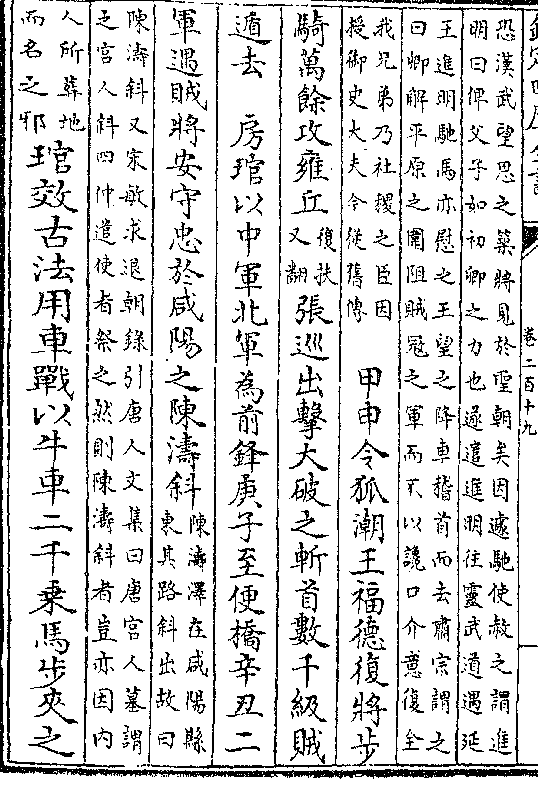 欽定四庫全書
卷二百十九
恐漢武望思之築將見於聖朝矣因遽馳使赦之謂進
明曰俾父子如初卿之力也遂遣進明往靈武道遇延
王進明馳馬亦慰之王望之降車稽首而去肅宗謂之
曰卿解平原之圍阻賊寇之軍而不以讒口介意復全
我兄弟乃社稷之臣因
授御史大夫今從舊傳
甲申令狐潮王福德復將步
騎萬餘攻雍丘
復扶
又翻
張巡出擊大破之斬首數千級賊
遁去 房琯以中軍北軍為前鋒庚子至便橋辛丑二
軍遇賊將安守忠於咸陽之陳濤斜
陳濤澤在咸陽縣
東其路斜出故曰
陳濤斜又宋敏求退朝錄引唐人文集曰唐宮人墓謂
之宮人斜四仲遣使者祭之然則陳濤斜者豈亦因内
人所葬地
而名之邪
琯效古法用車戰以牛車二千乘馬步夾之